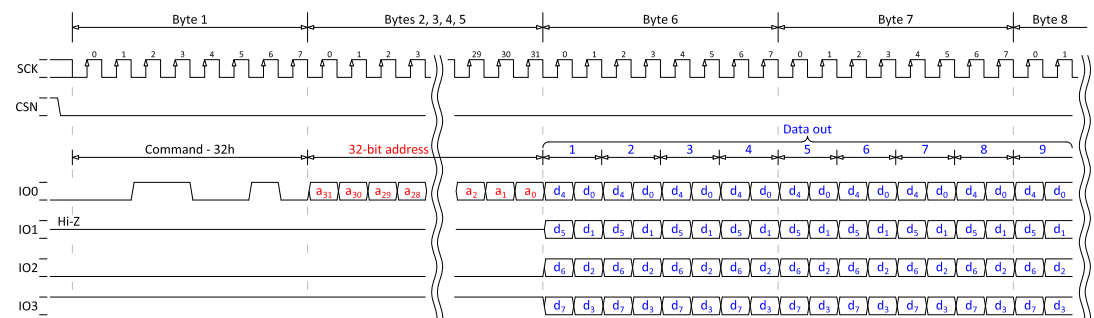 Byte 1 Bytes 2, 3, 4, 5 Byte 6 Byte 7 Byte 8
0 1 2 3 4 5 6 7 0 1 2 3 29 30 31 0 1 2 3 4 5 6 7 0 1 2 3 4 5 6 7 0 1
SCK
CSN
Data out
Command - 32h 32-bit address 1 2 3 4 5 6 7 8 9
IO0 a31 a30 a29 a28 a2 a1 a0 d4 d0 d4 d0 d4 d0 d4 d0 d4 d0 d4 d0 d4 d0 d4 d0 d4 d0
IO1 Hi-Z d5 d1 d5 d1 d5 d1 d5 d1 d5 d1 d5 d1 d5 d1 d5 d1 d5 d1
IO2 d6 d2 d6 d2 d6 d2 d6 d2 d6 d2 d6 d2 d6 d2 d6 d2 d6 d2
IO3 d7 d3 d7 d3 d7 d3 d7 d3 d7 d3 d7 d3 d7 d3 d7 d3 d7 d3